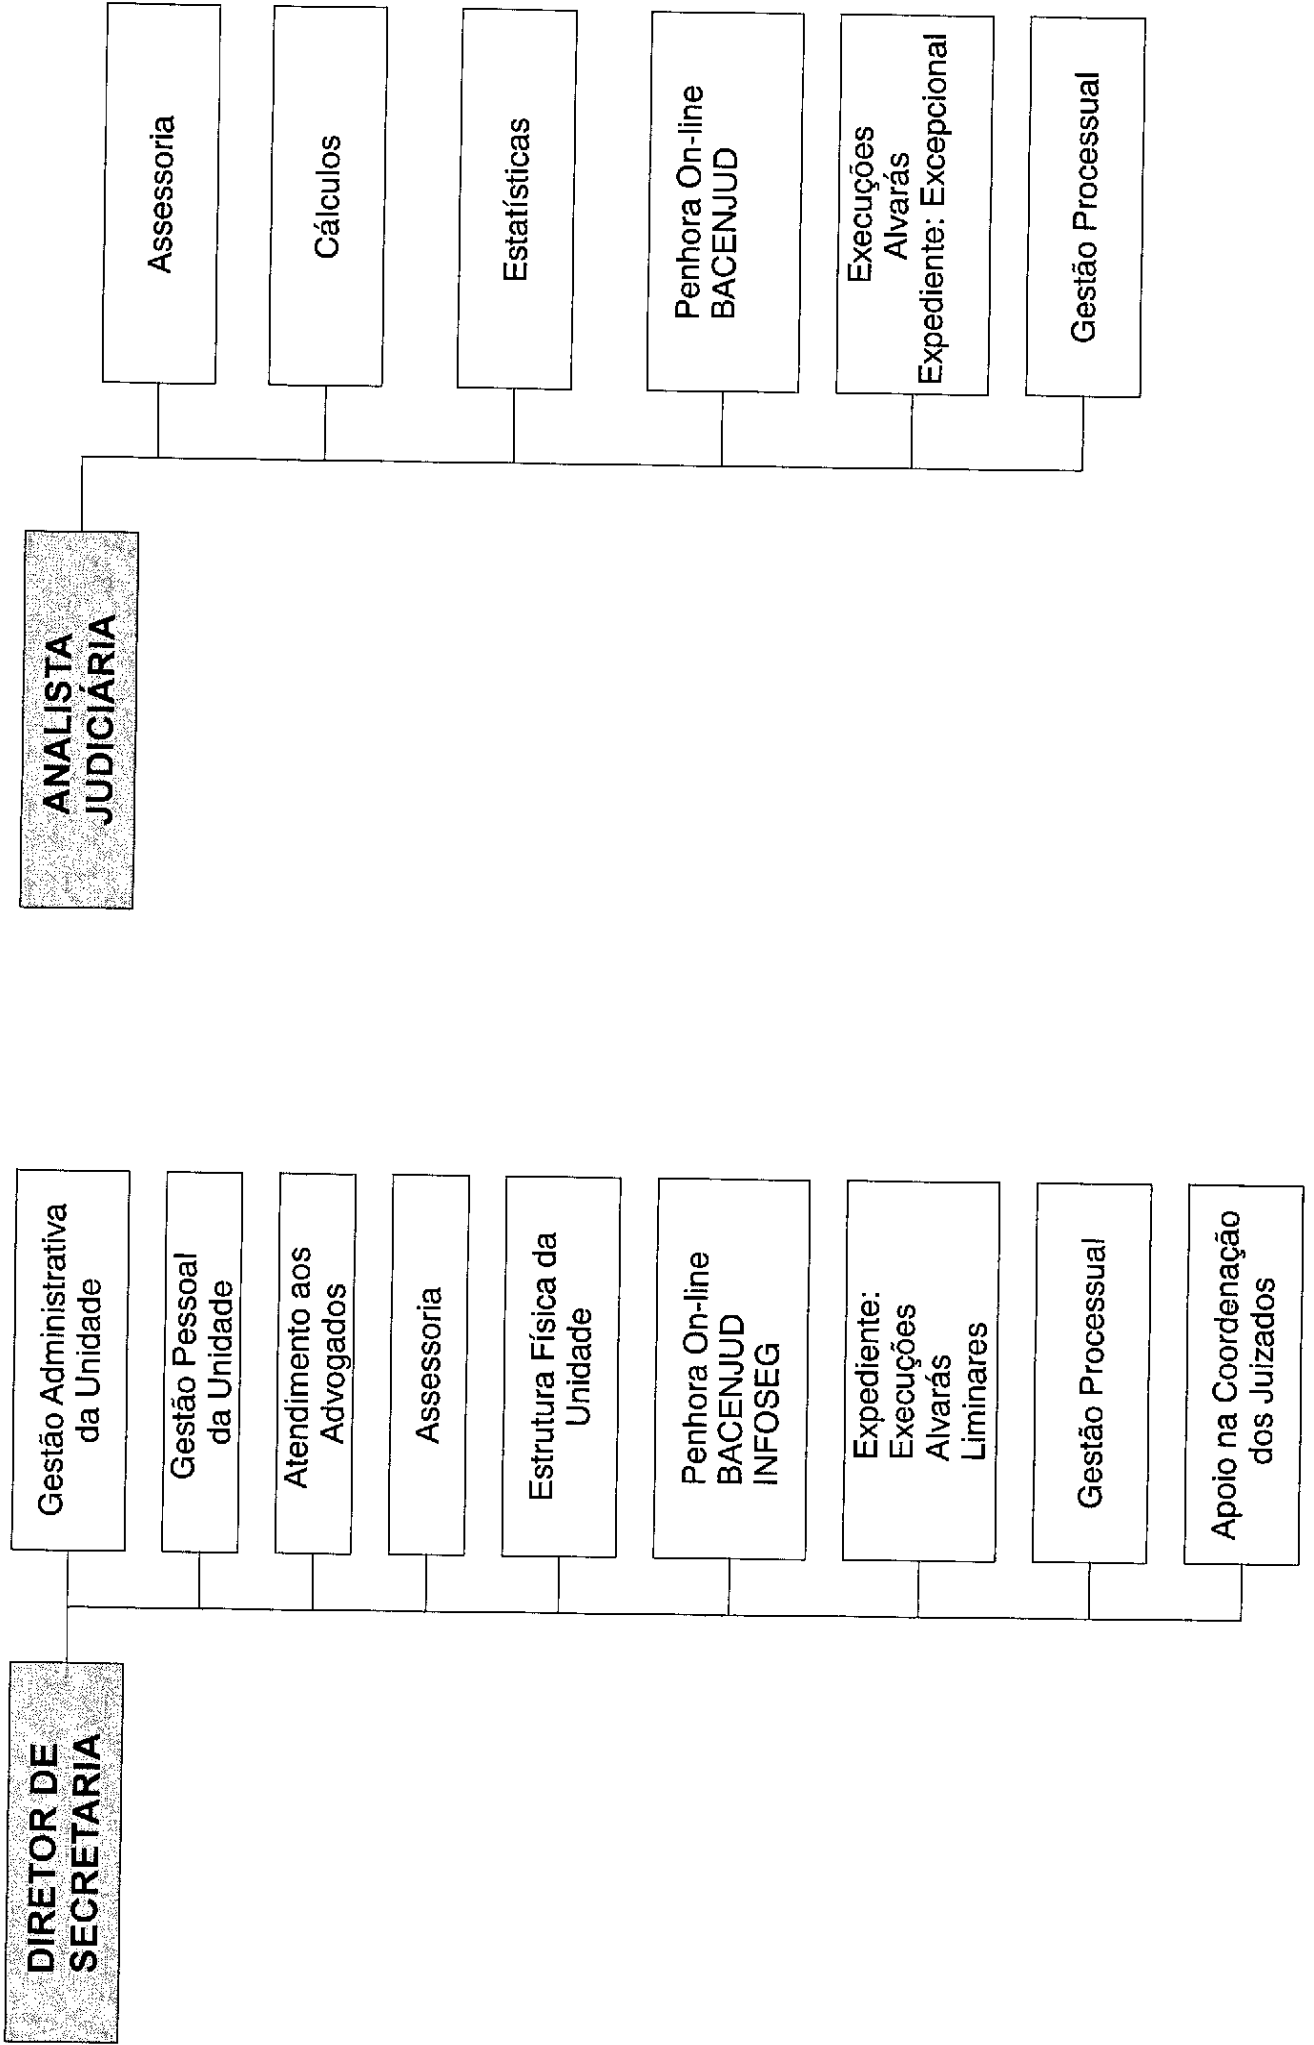 DIRETOR DE
SECRETARIA
Gestão Administrativa
da Unidade
Gestão Pessoal
da Unidade
Atendimento aos
Advogados
Assessoria
Estrutura Física da
Unidade
Penhora On-line
BACENJUD
INFOSEG
Expediente:
Execuções
Alvarás
Liminares
Gestão Processual
Apoio na Coordenação
dos Juizados
ANALISTA
JUDICIÁRIA
Assessoria
Cálculos
Estatísticas
Penhora On-line
BACENJUD
Execuções
Alvarás
Expediente: Excepcional
Gestão Processual